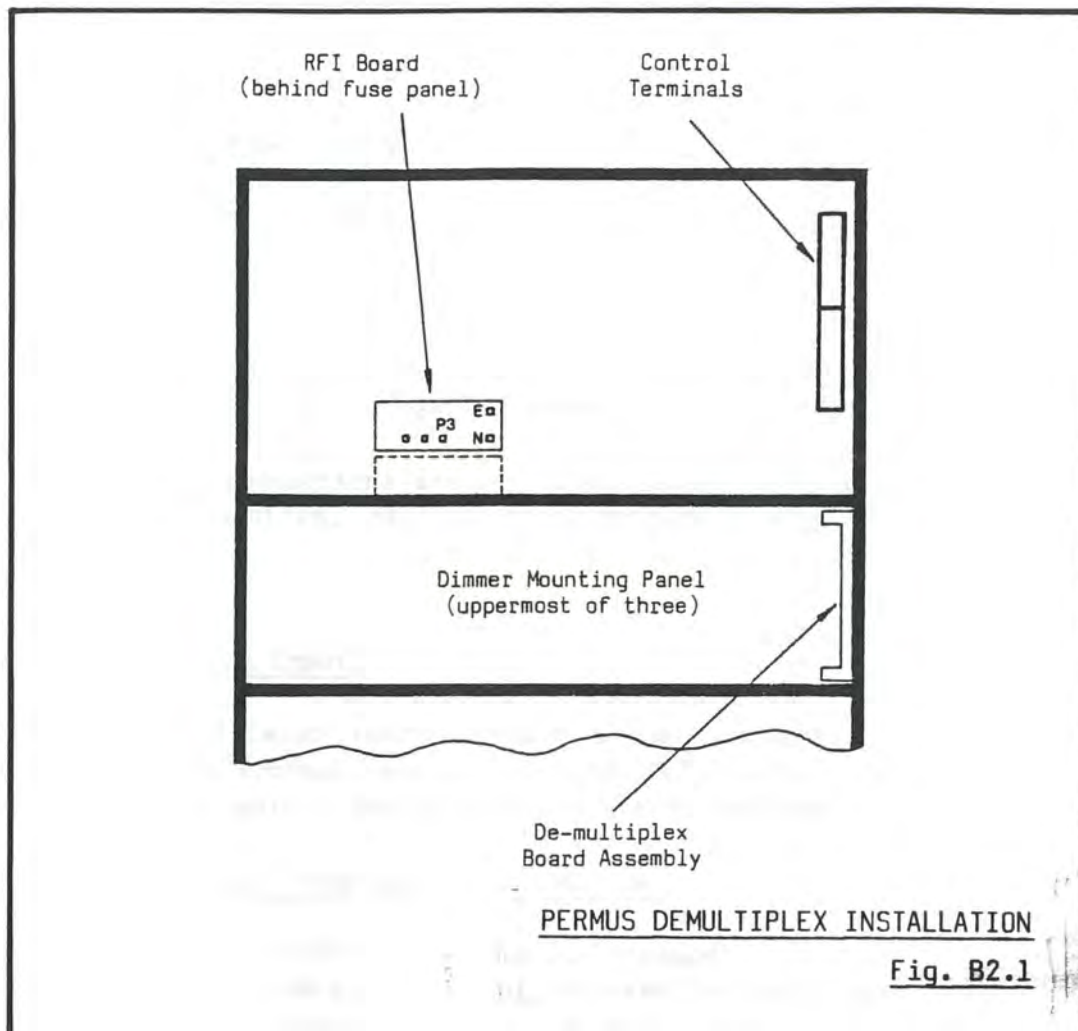 RFI Board
(behind fuse panel)
Control
Terminals
E
P3
N
Dimmer Mounting Panel
(uppermost of three)
De-multiplex
Board Assembly
PERMUS DEMULTIPLEX INSTALLATION
Fig. B2.1